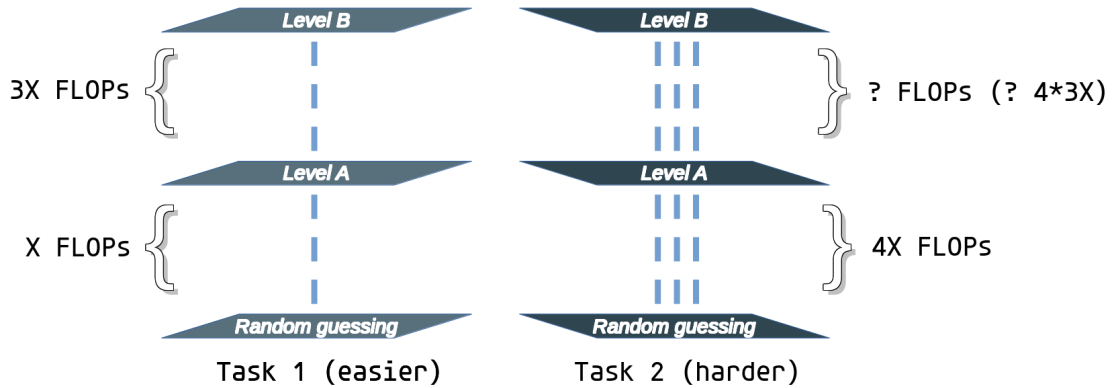 Level B
Level B
3X FLOPs
? FLOPs (? 4*3X)
Level A
Level A
X FLOPs
4X FLOPs
Random guessing
Random guessing
Task 1 (easier)
Task 2 (harder)